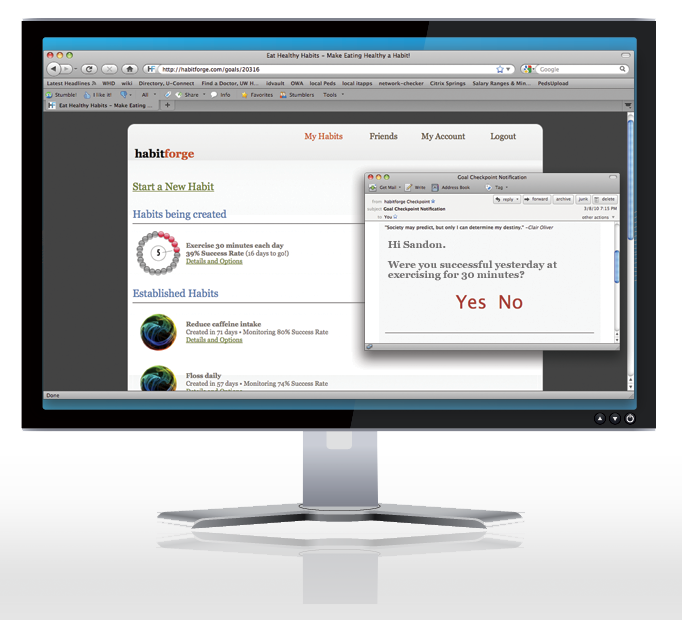 Eat Healthy Habits – Make Eating Healthy a Habit!
http://habitforge.com/goals/20316
Google
Latest Headlines WHD wiki Directory, U-Connect Find a Doctor, UW H... idvault OWA local Peds local itapps network-checker Citrix Springs Salary Ranges & Min... PedsUpload
Stumble! I like it! All Share Info Favorites Stumblers Tools
Eat Healthy Habits – Make Eating ...
My Habits Friends My Account Logout
habitforge
Start a New Habit
Habits being created
5
Exercise 30 minutes each day
39% Success Rate (16 days to go!)
Details and Options
Established Habits
Reduce caffeine intake
Created in 71 days • Monitoring 80% Success Rate
Details and Options
Floss daily
Created in 57 days • Monitoring 74% Success Rate
Details and Options
Done
Goal Checkpoint Notification
Get Mail Write Address Book Tag
from habitforge Checkpoint
reply forward archive junk delete
subject Goal Checkpoint Notification
3/8/10 7:15 PM
to You
other actions
"Society may predict, but only I can determine my destiny." –Clair Oliver
Hi Sandon.
Were you successful yesterday at
exercising for 30 minutes?
Yes No